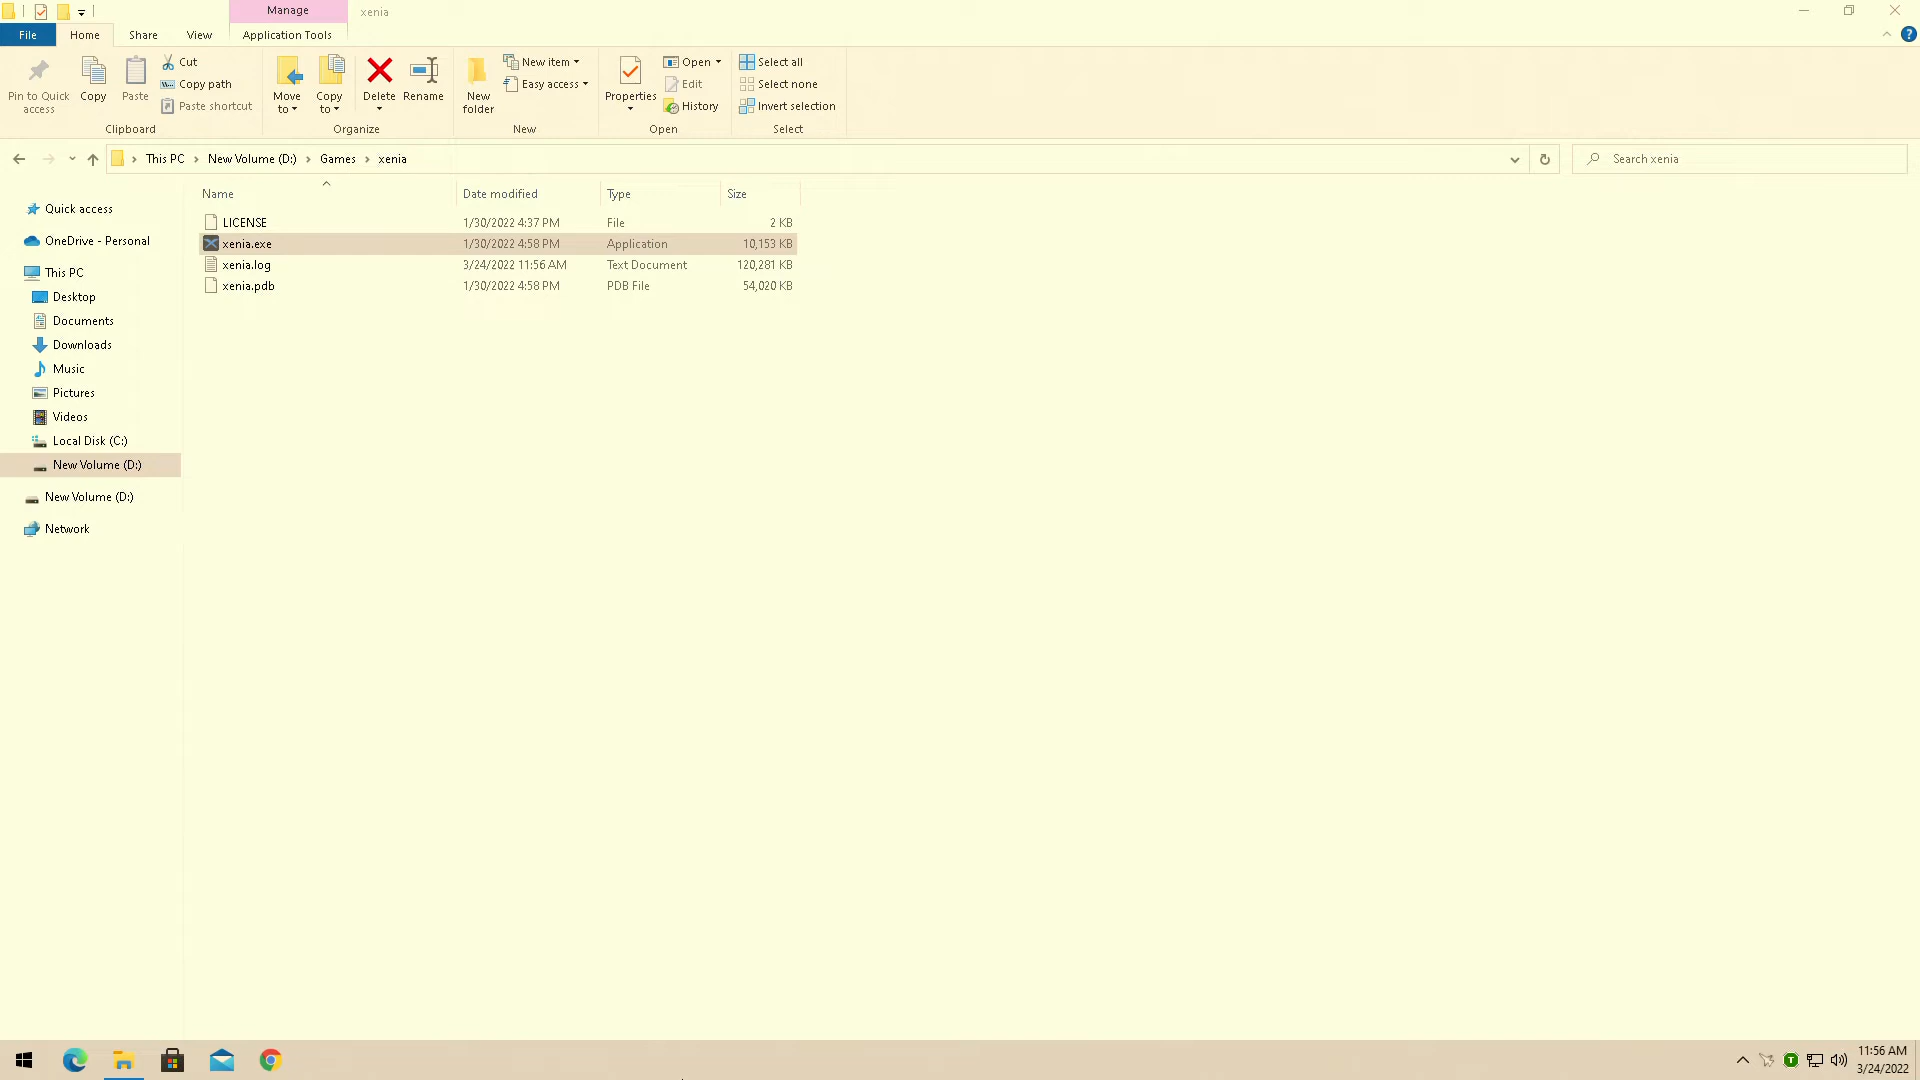 Manage
xenia
File
Home
Share
View
Application Tools
Pin to Quick access
Copy
Paste
Cut
Copy path
Paste shortcut
Clipboard
Move to
Copy to
Delete
Rename
Organize
New folder
New item
Easy access
New
Properties
Open
Edit
History
Open
Select all
Select none
Invert selection
Select
This PC
New Volume (D:)
Games
xenia
Search xenia
Name
Date modified
Type
Size
LICENSE 1/30/2022 4:37 PM File 2 KB
xenia.exe 1/30/2022 4:58 PM Application 10,153 KB
xenia.log 3/24/2022 11:56 AM Text Document 120,281 KB
xenia.pdb 1/30/2022 4:58 PM PDB File 54,020 KB
Quick access
OneDrive - Personal
This PC
Desktop
Documents
Downloads
Music
Pictures
Videos
Local Disk (C:)
New Volume (D:)
New Volume (D:)
Network
11:56 AM
3/24/2022